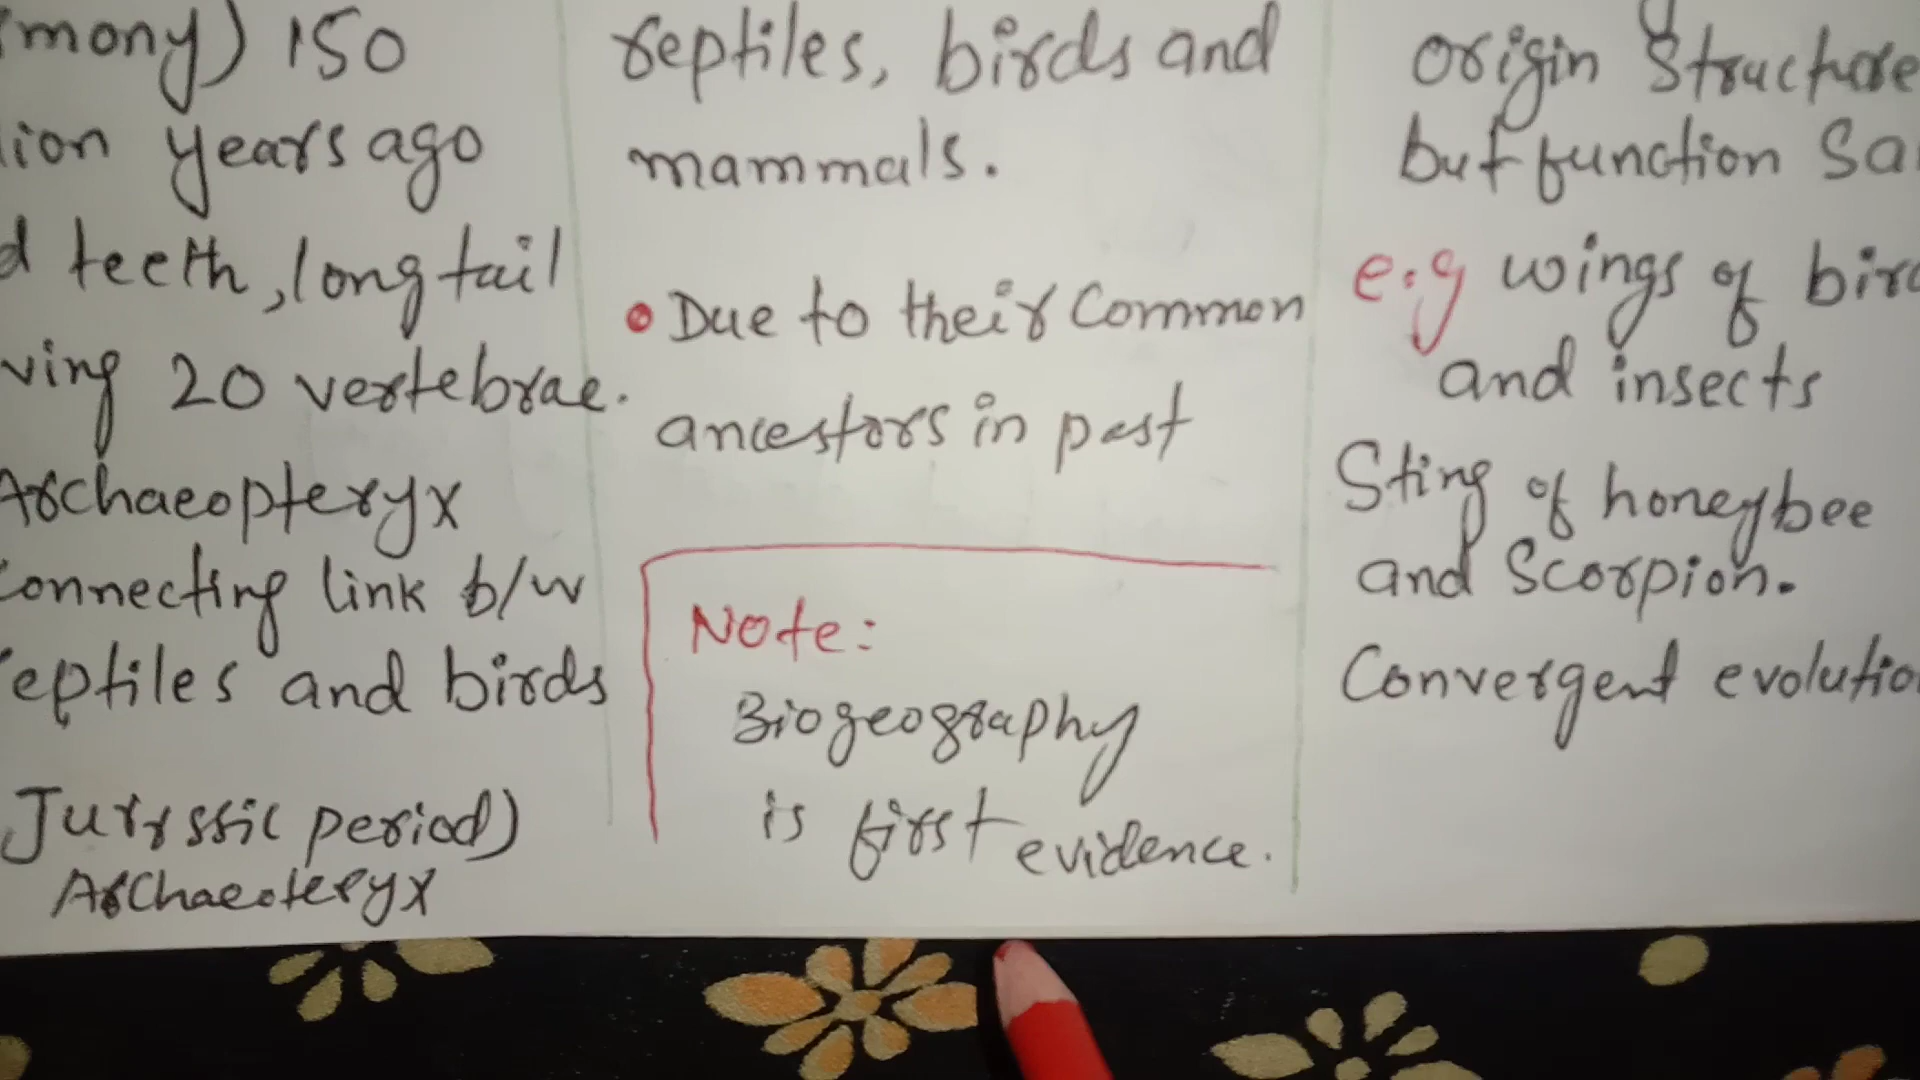 mony) 150
lion years ago
d teeth, long tail
ving 20 vertebrae.
Archaeopteryx
Connecting link b/w
reptiles and birds
Jurrssic period)
Archaeoteryx
reptiles, birds and
mammals.
• Due to their Common
ancestors in past
Note:
Biogeography
is first evidence.
origin structure
but function Sa
e.g wings of bird
and insects
Sting of honeybee
and Scorpion.
Convergent evolutio